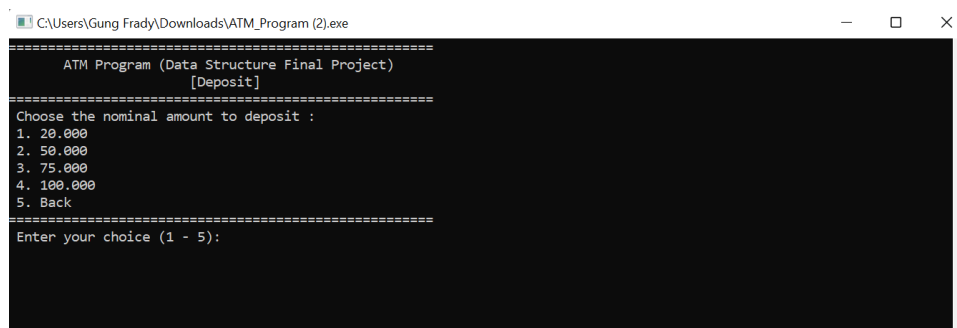 C:\Users\Gung Frady\Downloads\ATM_Program (2).exe
======================================================
ATM Program (Data Structure Final Project)
[Deposit]
======================================================
Choose the nominal amount to deposit :
1. 20.000
2. 50.000
3. 75.000
4. 100.000
5. Back
======================================================
Enter your choice (1 - 5):